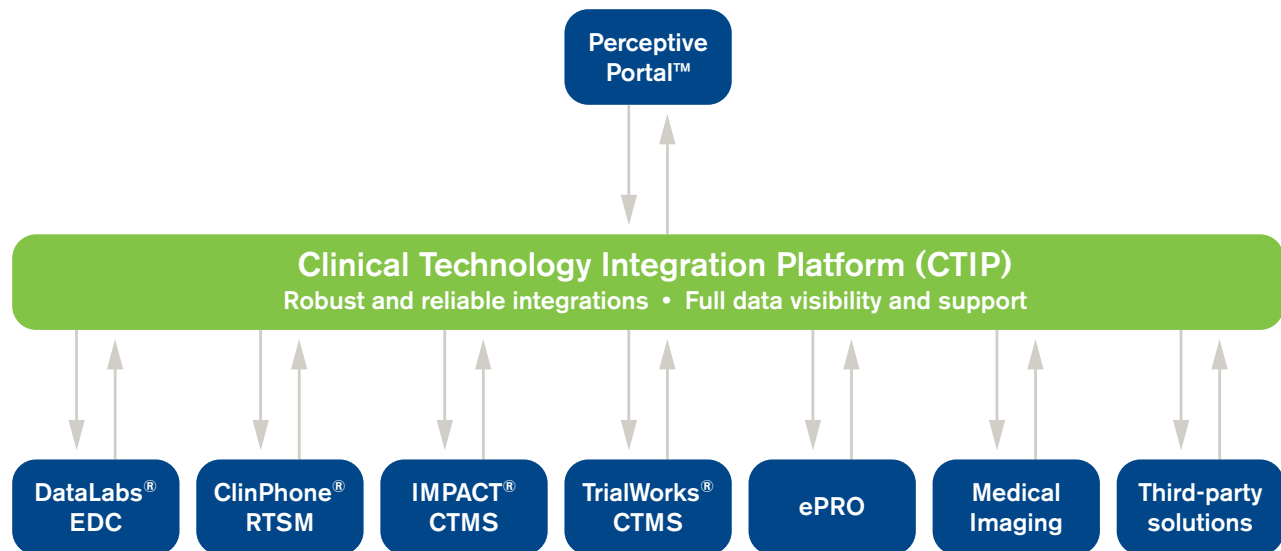 Perceptive
Portal™
Clinical Technology Integration Platform (CTIP)
Robust and reliable integrations • Full data visibility and support
DataLabs®
EDC
ClinPhone®
RTSM
IMPACT®
CTMS
TrialWorks®
CTMS
ePRO
Medical
Imaging
Third-party
solutions